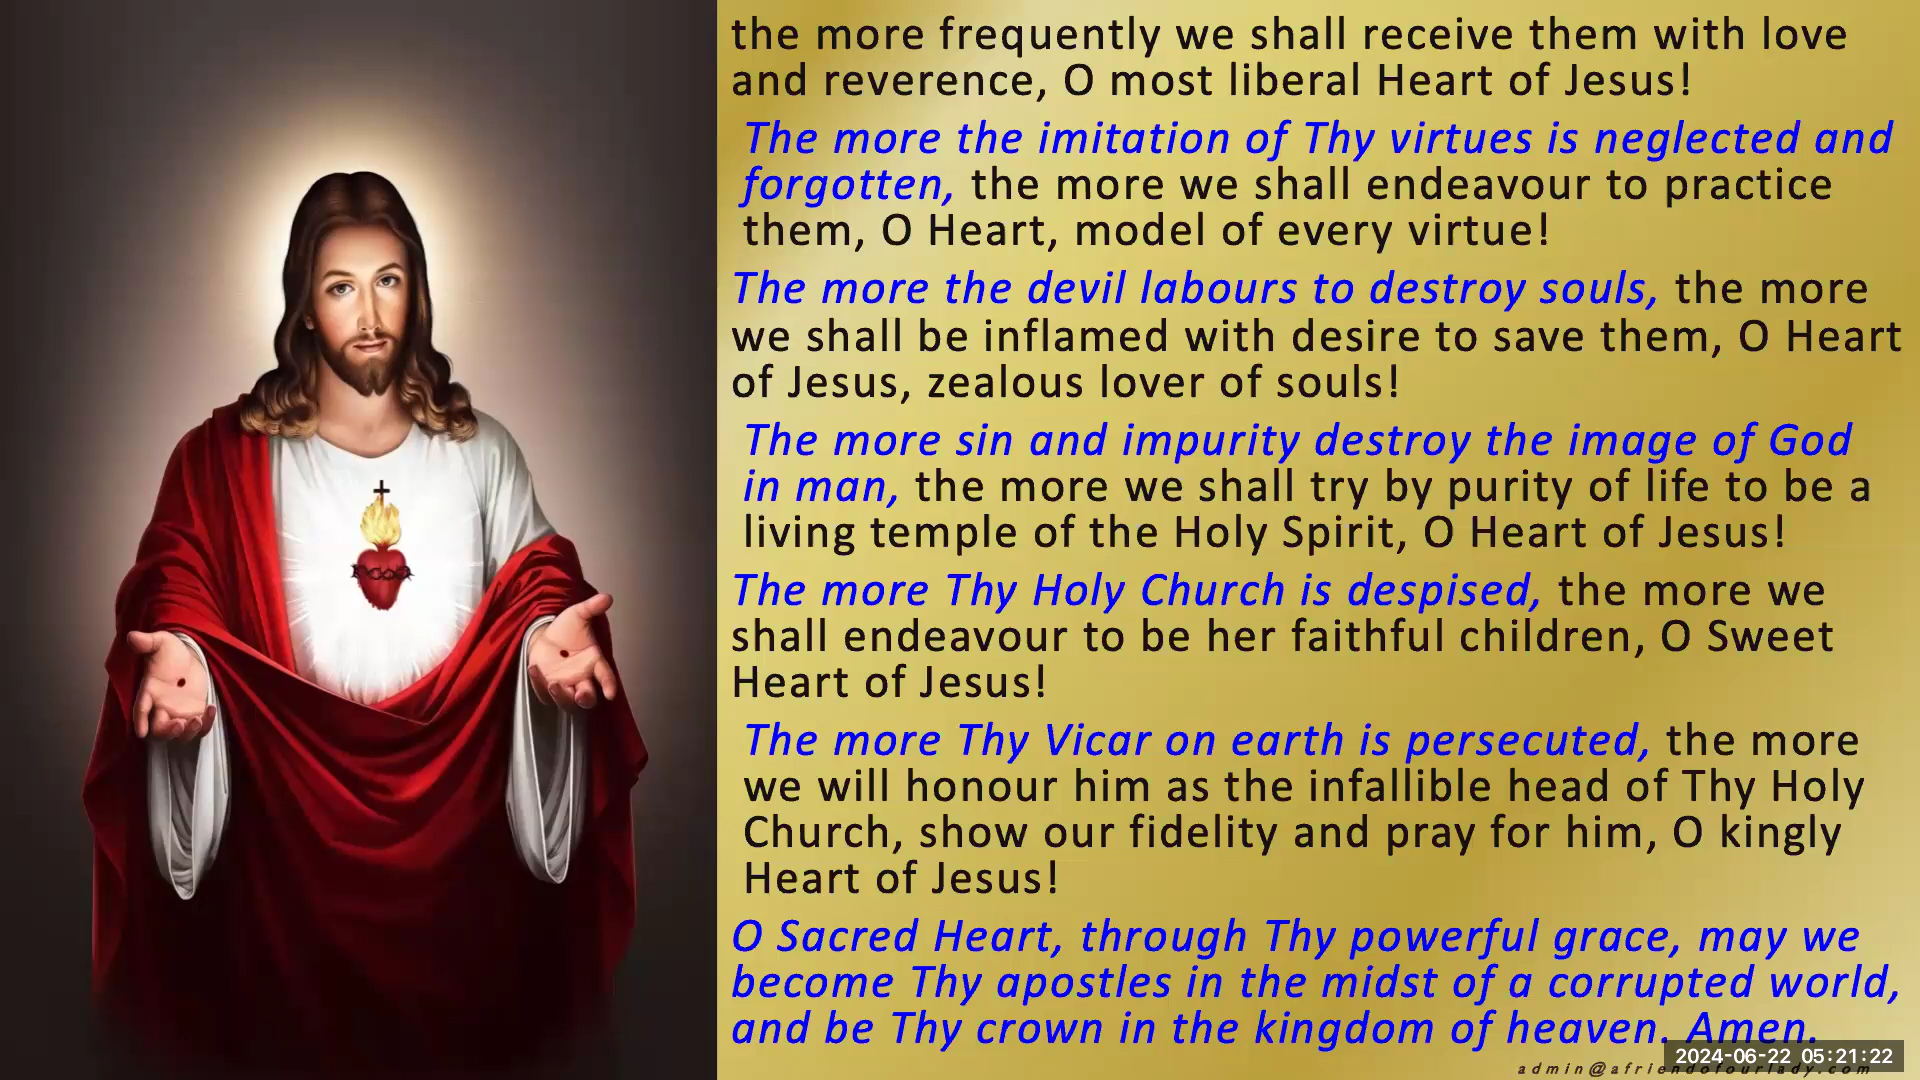 the more frequently we shall receive them with love
and reverence, O most liberal Heart of Jesus!
The more the imitation of Thy virtues is neglected and
forgotten, the more we shall endeavour to practice
them, O Heart, model of every virtue!
The more the devil labours to destroy souls, the more
we shall be inflamed with desire to save them, O Heart
of Jesus, zealous lover of souls!
The more sin and impurity destroy the image of God
in man, the more we shall try by purity of life to be a
living temple of the Holy Spirit, O Heart of Jesus!
The more Thy Holy Church is despised, the more we
shall endeavour to be her faithful children, O Sweet
Heart of Jesus!
The more Thy Vicar on earth is persecuted, the more
we will honour him as the infallible head of Thy Holy
Church, show our fidelity and pray for him, O kingly
Heart of Jesus!
O Sacred Heart, through Thy powerful grace, may we
become Thy apostles in the midst of a corrupted world,
and be Thy crown in the kingdom of heaven. Amen.
2024-06-22 05:21:22
admin@afriendofourlady.com